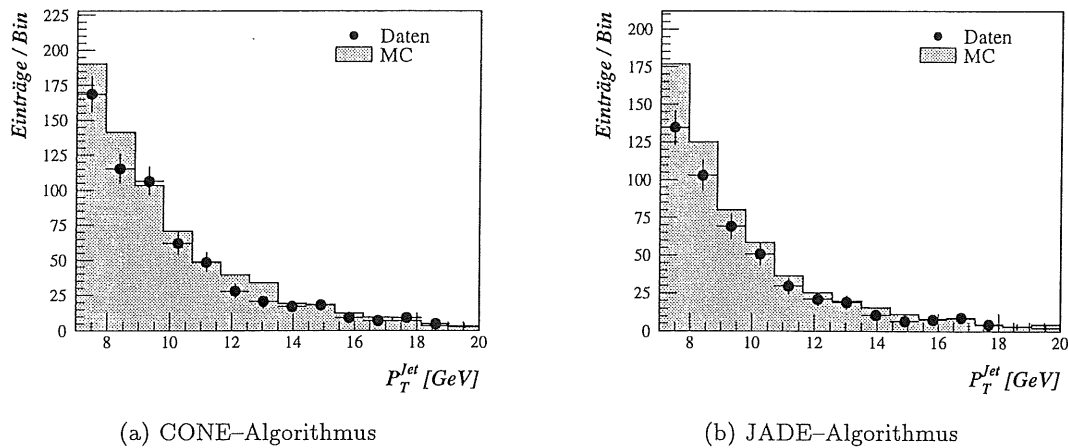 Einträge / Bin
225
200
175
150
125
100
75
50
25
0
Daten
MC
8 10 12 14 16 18 20
P_T^Jet [GeV]
(a) CONE–Algorithmus
Einträge / Bin
200
175
150
125
100
75
50
25
0
Daten
MC
8 10 12 14 16 18 20
P_T^Jet [GeV]
(b) JADE–Algorithmus